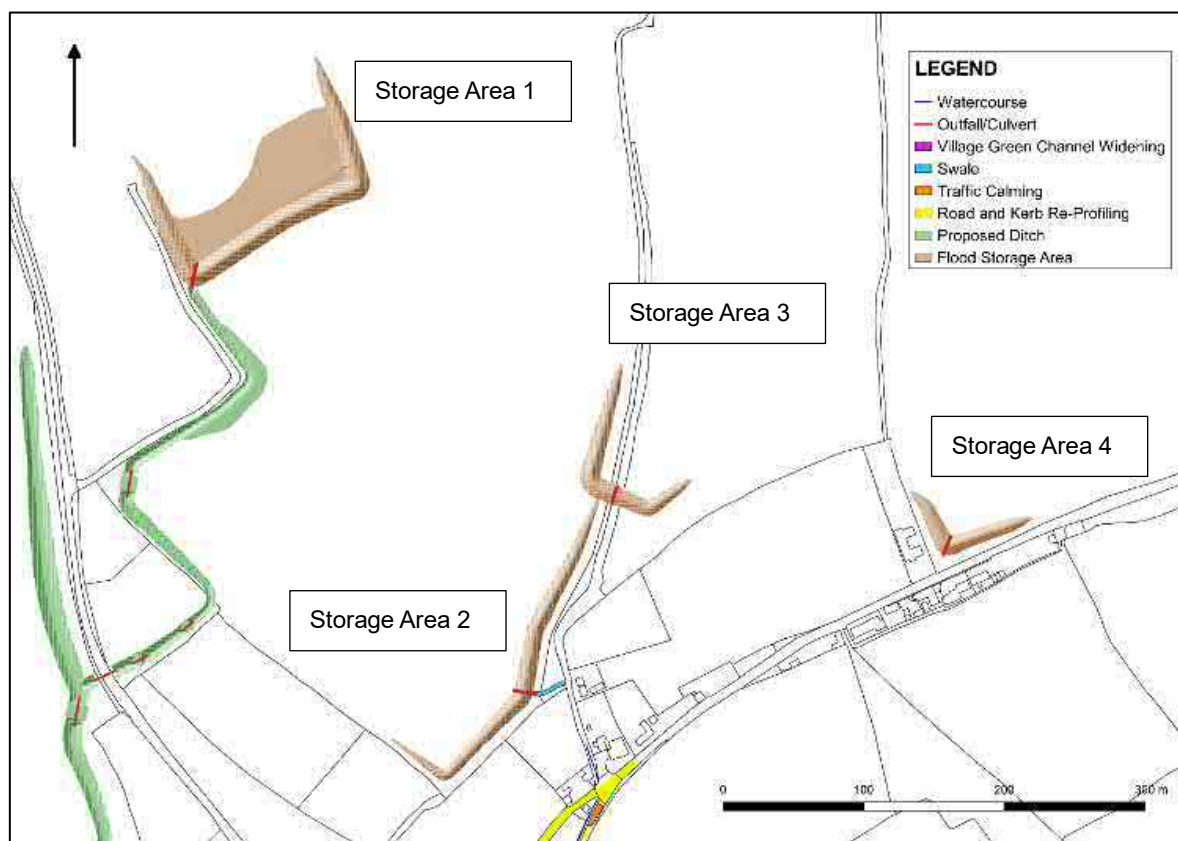 Storage Area 1
LEGEND
Watercourse
Outfall/Culvert
Village Green Channel Widening
Swale
Traffic Calming
Road and Kerb Re-Profiling
Proposed Ditch
Flood Storage Area
Storage Area 3
Storage Area 4
Storage Area 2
0 100 200 300 m